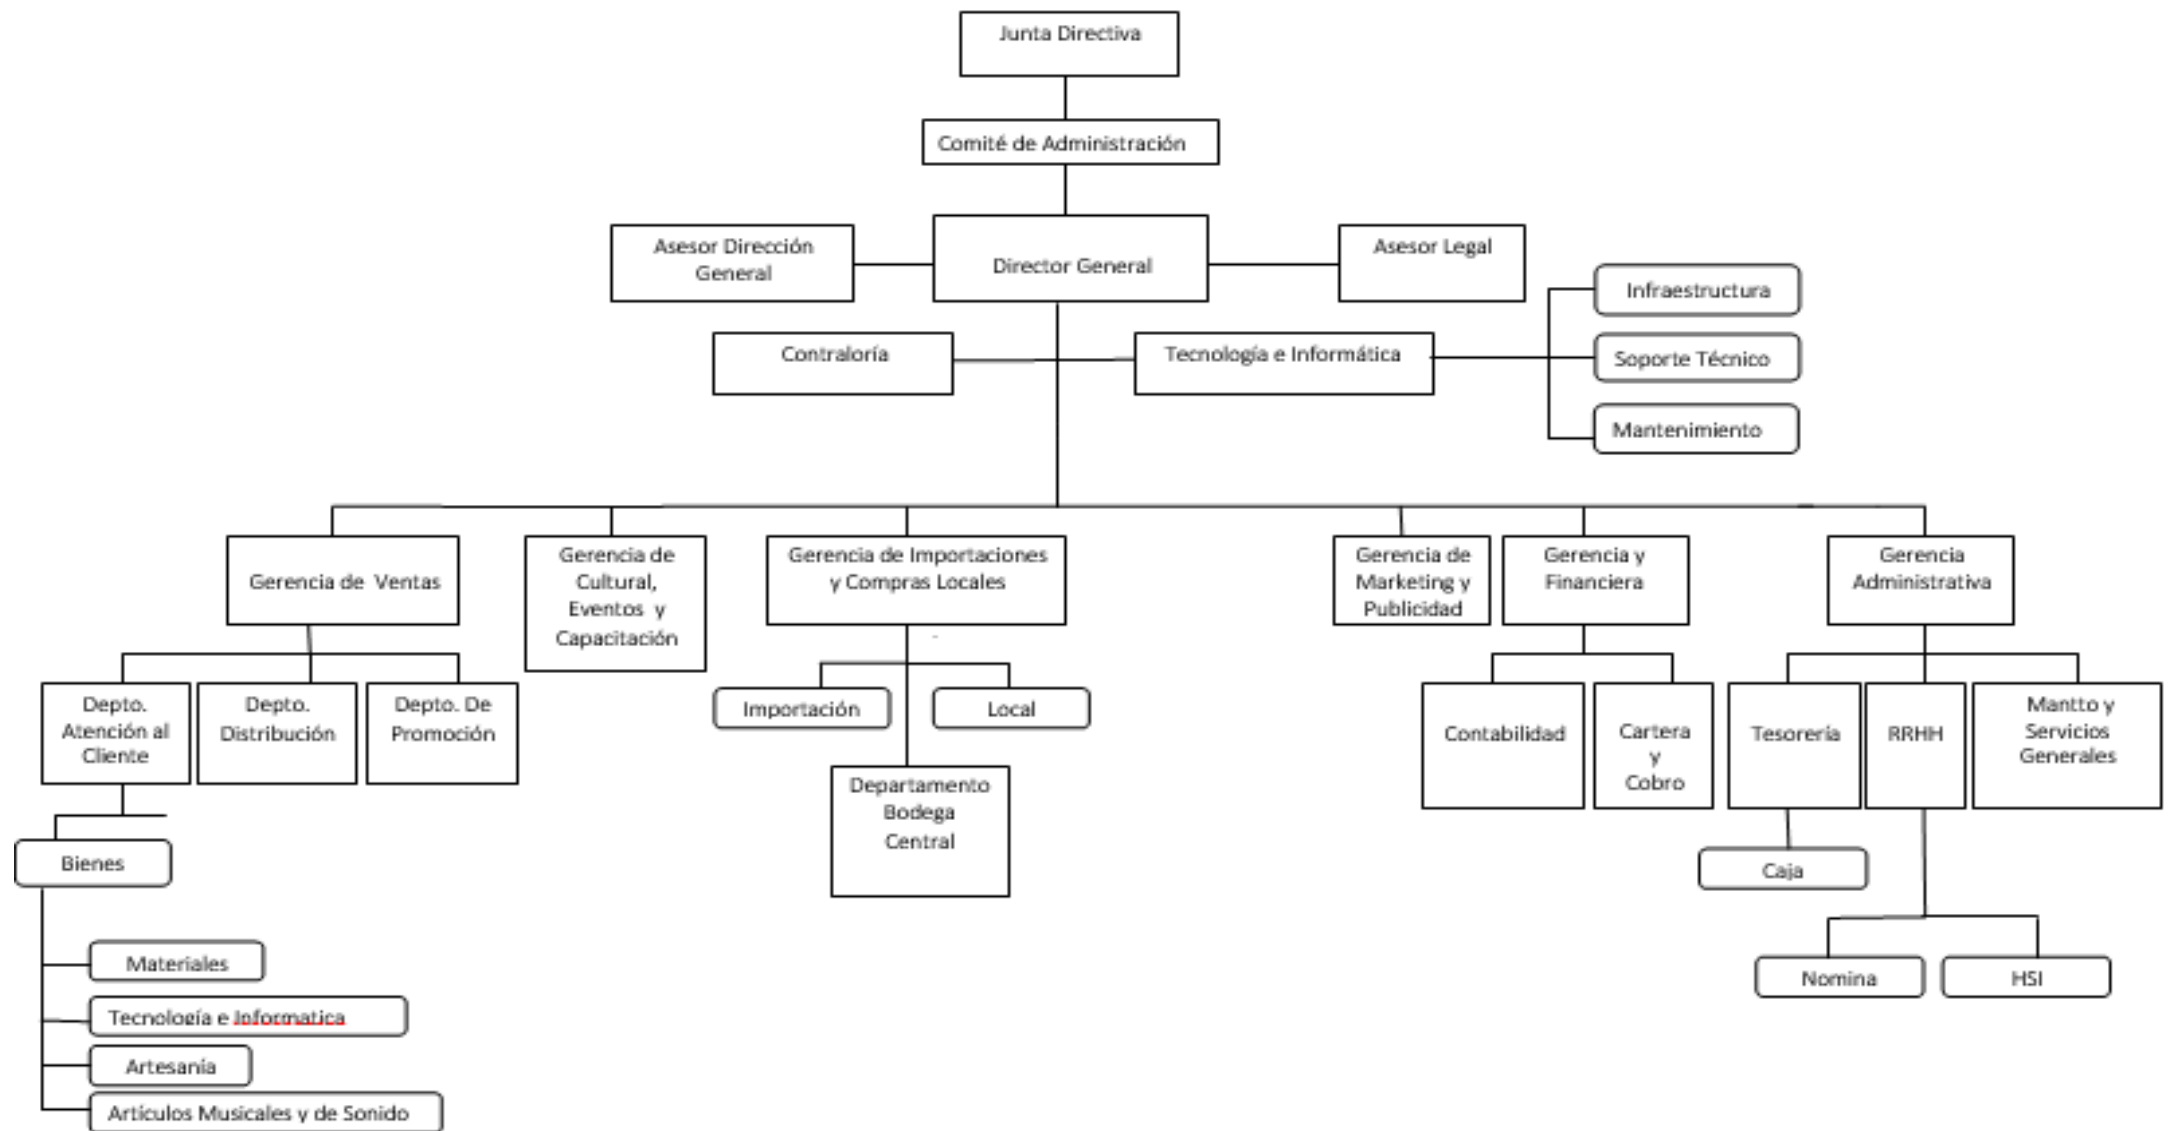 Junta Directiva
Comité de Administración
Asesor Dirección
General
Director General
Asesor Legal
Infraestructura
Contraloría
Tecnología e Informática
Soporte Técnico
Mantenimiento
Gerencia de Ventas
Gerencia de
Cultural,
Eventos y
Capacitación
Gerencia de Importaciones
y Compras Locales
Gerencia de
Marketing y
Publicidad
Gerencia y
Financiera
Gerencia
Administrativa
Depto.
Atención al
Cliente
Depto.
Distribución
Depto. De
Promoción
Importación
Local
Departamento
Bodega
Central
Contabilidad
Cartera
y
Cobro
Tesorería
RRHH
Mantto y
Servicios
Generales
Bienes
Caja
Materiales
Tecnología e Informatica
Artesanía
Artículos Musicales y de Sonido
Nomina
HSI